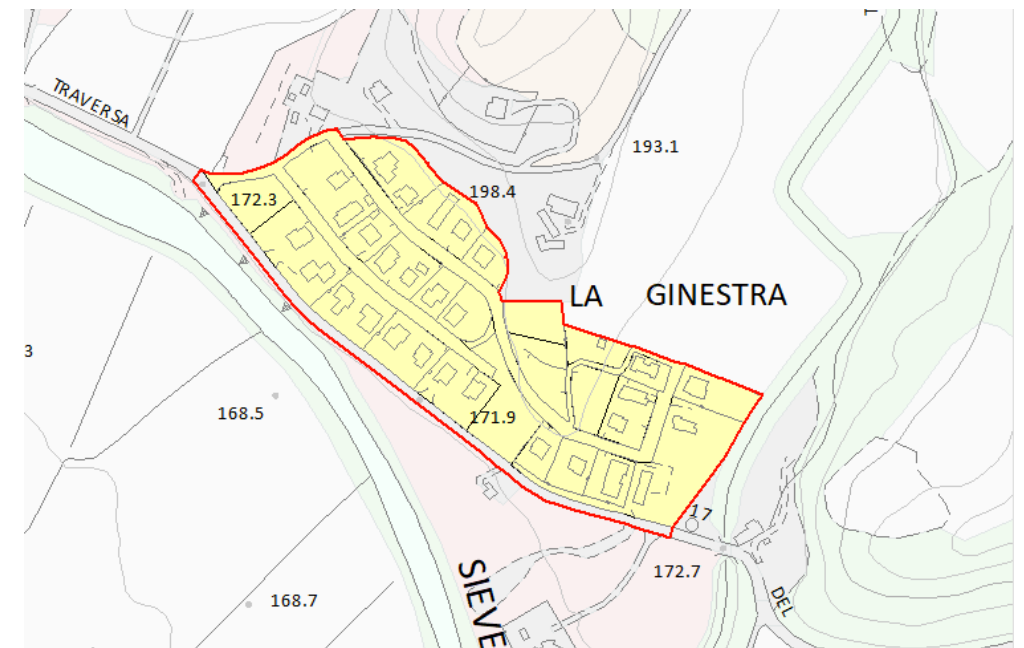 TRAVERSA
193.1
198.4
172.3
LA GINESTRA
3
168.5
171.9
17
172.7
SIEVE
DEL
168.7